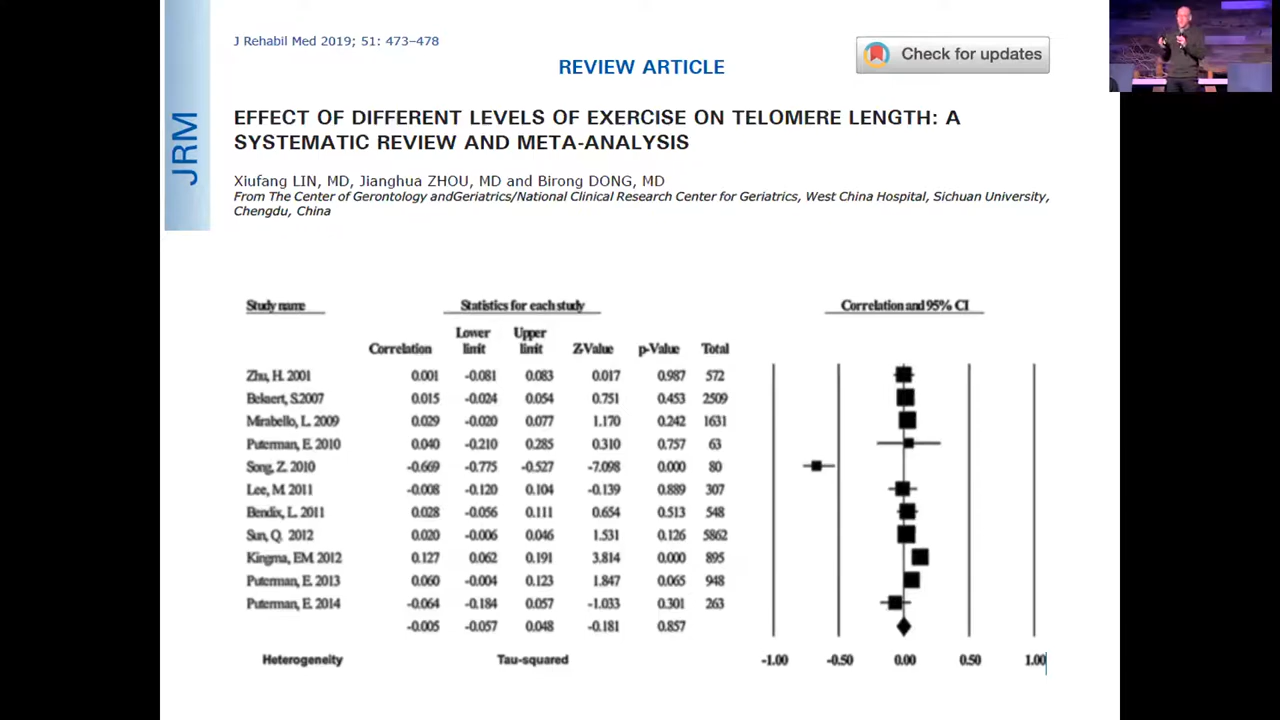 J Rehabil Med 2019; 51: 473–478
Check for updates
REVIEW ARTICLE
JRM
EFFECT OF DIFFERENT LEVELS OF EXERCISE ON TELOMERE LENGTH: A
SYSTEMATIC REVIEW AND META-ANALYSIS
Xiufang LIN, MD, Jianghua ZHOU, MD and Birong DONG, MD
From The Center of Gerontology andGeriatrics/National Clinical Research Center for Geriatrics, West China Hospital, Sichuan University,
Chengdu, China
Study name Statistics for each study Correlation and 95% CI
Lower Upper
Correlation limit limit Z-Value p-Value Total
Zhu, H. 2001 0.001 -0.081 0.083 0.017 0.987 572
Bekaert, S.2007 0.015 -0.024 0.054 0.751 0.453 2509
Mirabello, L. 2009 0.029 -0.020 0.077 1.170 0.242 1631
Puterman, E. 2010 0.040 -0.210 0.285 0.310 0.757 63
Song, Z. 2010 -0.669 -0.775 -0.527 -7.098 0.000 80
Lee, M. 2011 -0.008 -0.120 0.104 -0.139 0.889 307
Bendix, L. 2011 0.028 -0.056 0.111 0.654 0.513 548
Sun, Q. 2012 0.020 -0.006 0.046 1.531 0.126 5862
Kingma, EM. 2012 0.127 0.062 0.191 3.814 0.000 895
Puterman, E. 2013 0.060 -0.004 0.123 1.847 0.065 948
Puterman, E. 2014 -0.064 -0.184 0.057 -1.033 0.301 263
-0.005 -0.057 0.048 -0.181 0.857
Heterogeneity Tau-squared -1.00 -0.50 0.00 0.50 1.00